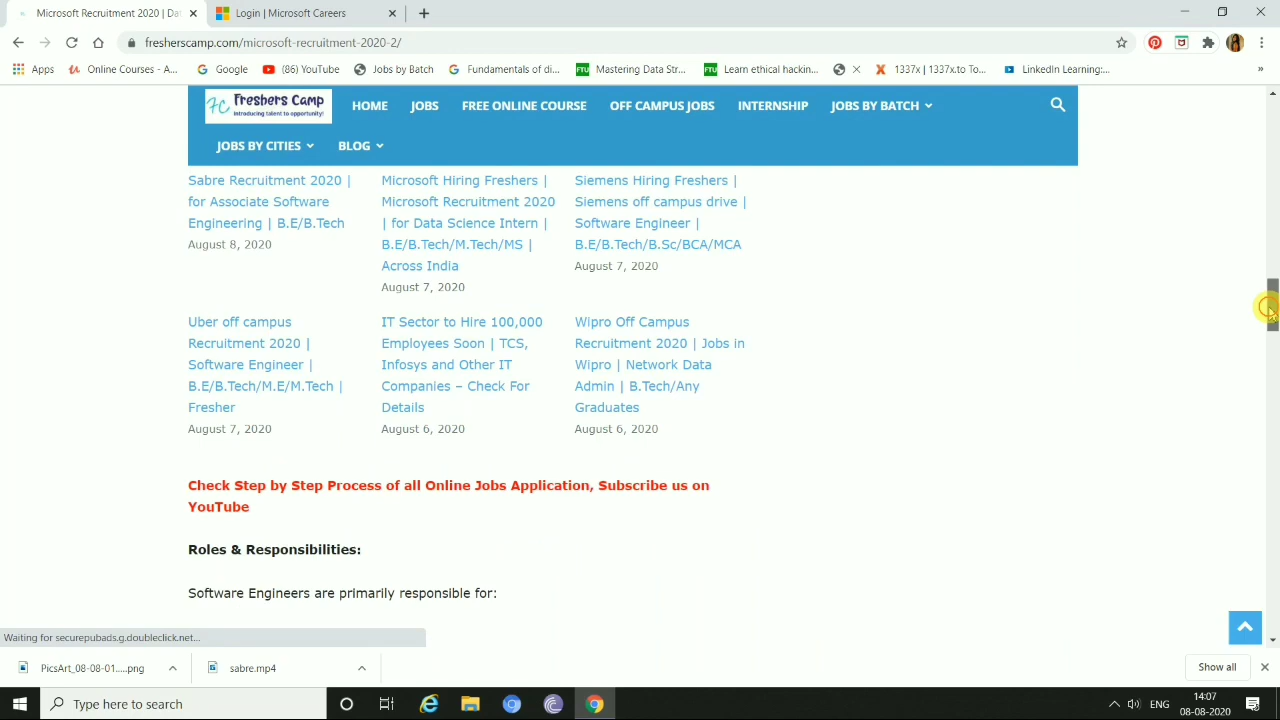 Microsoft Recruitment 2020 | Dat
Login | Microsoft Careers
fresherscamp.com/microsoft-recruitment-2020-2/
Apps
Online Courses - A...
Google
(86) YouTube
Jobs by Batch
Fundamentals of di...
Mastering Data Str...
Learn ethical hackin...
1337x | 1337x.to To...
LinkedIn Learning:...
»
FC Freshers Camp
Introducing talent to opportunity!
HOME
JOBS
FREE ONLINE COURSE
OFF CAMPUS JOBS
INTERNSHIP
JOBS BY BATCH
JOBS BY CITIES
BLOG
Sabre Recruitment 2020 |
for Associate Software
Engineering | B.E/B.Tech
August 8, 2020
Microsoft Hiring Freshers |
Microsoft Recruitment 2020
| for Data Science Intern |
B.E/B.Tech/M.Tech/MS |
Across India
August 7, 2020
Siemens Hiring Freshers |
Siemens off campus drive |
Software Engineer |
B.E/B.Tech/B.Sc/BCA/MCA
August 7, 2020
Uber off campus
Recruitment 2020 |
Software Engineer |
B.E/B.Tech/M.E/M.Tech |
Fresher
August 7, 2020
IT Sector to Hire 100,000
Employees Soon | TCS,
Infosys and Other IT
Companies – Check For
Details
August 6, 2020
Wipro Off Campus
Recruitment 2020 | Jobs in
Wipro | Network Data
Admin | B.Tech/Any
Graduates
August 6, 2020
Check Step by Step Process of all Online Jobs Application, Subscribe us on
YouTube
Roles & Responsibilities:
Software Engineers are primarily responsible for:
Waiting for securepubads.g.doubleclick.net...
PicsArt_08-08-01.....png
sabre.mp4
Show all
Type here to search
ENG
14:07
08-08-2020